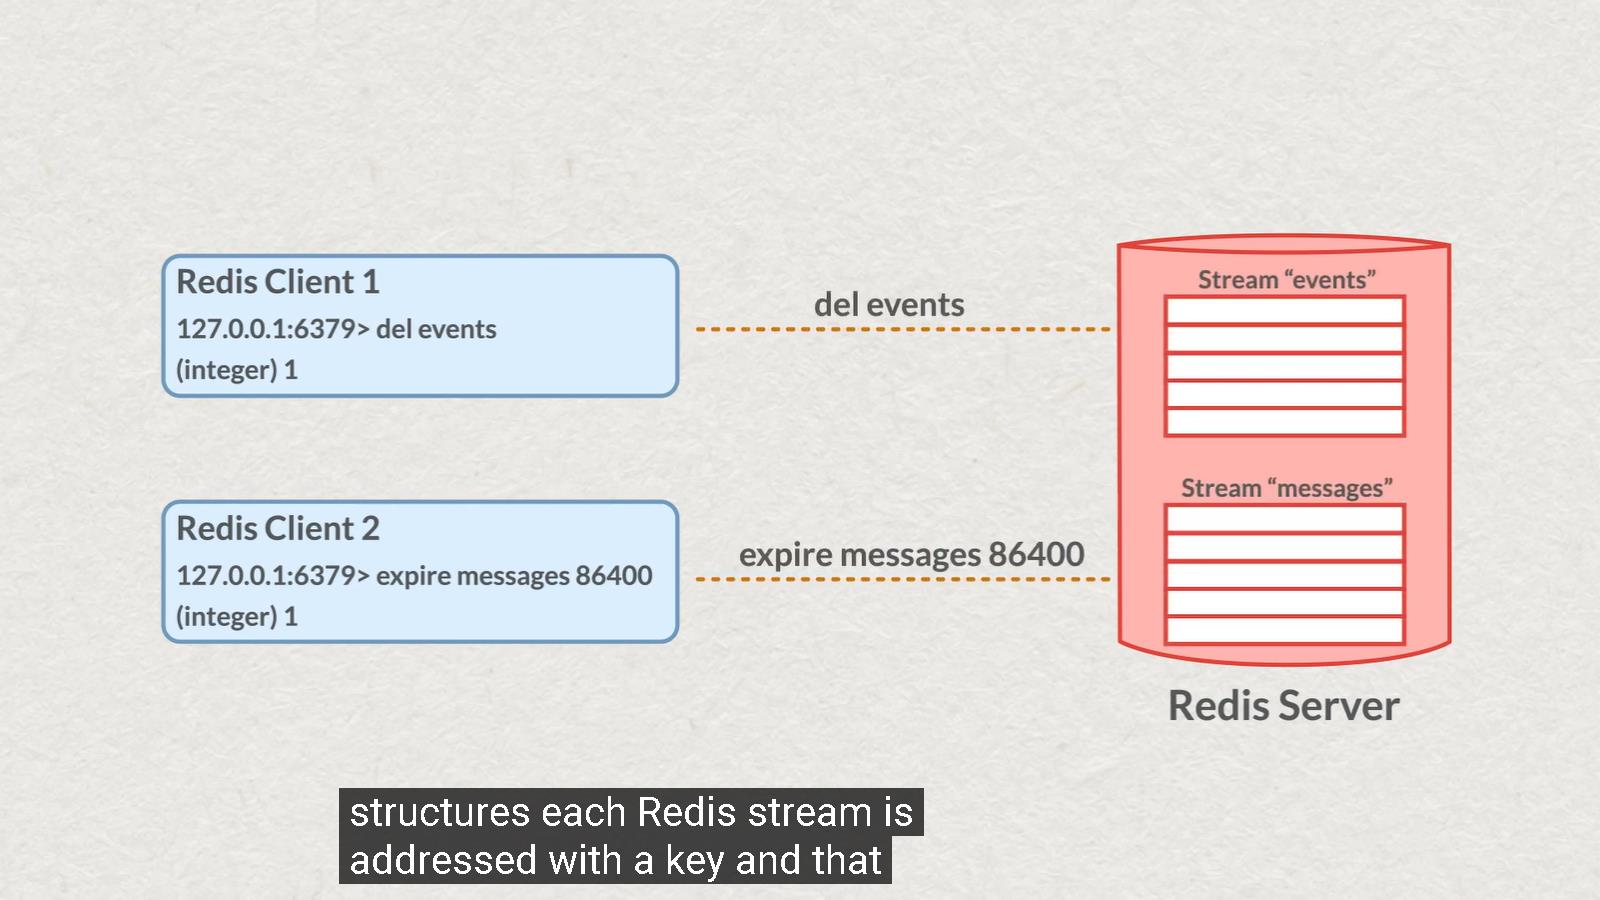 Redis Client 1
127.0.0.1:6379> del events
(integer) 1
del events
Redis Client 2
127.0.0.1:6379> expire messages 86400
(integer) 1
expire messages 86400
Stream “events”
Stream “messages”
Redis Server
structures each Redis stream is
addressed with a key and that